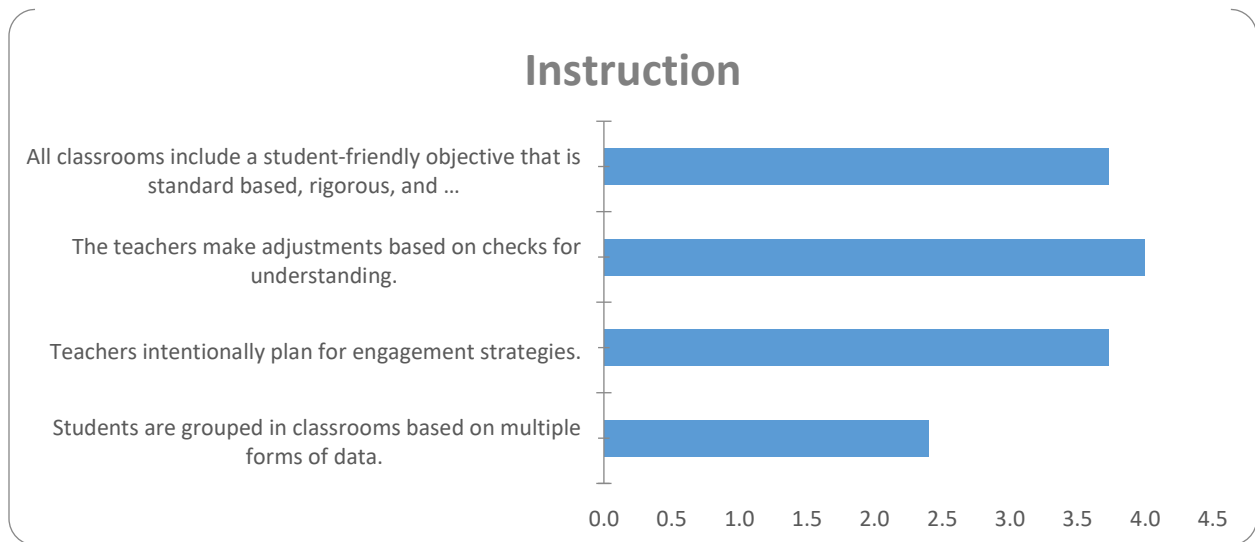 Instruction
All classrooms include a student-friendly objective that is
standard based, rigorous, and …
The teachers make adjustments based on checks for
understanding.
Teachers intentionally plan for engagement strategies.
Students are grouped in classrooms based on multiple
forms of data.
0.0 0.5 1.0 1.5 2.0 2.5 3.0 3.5 4.0 4.5